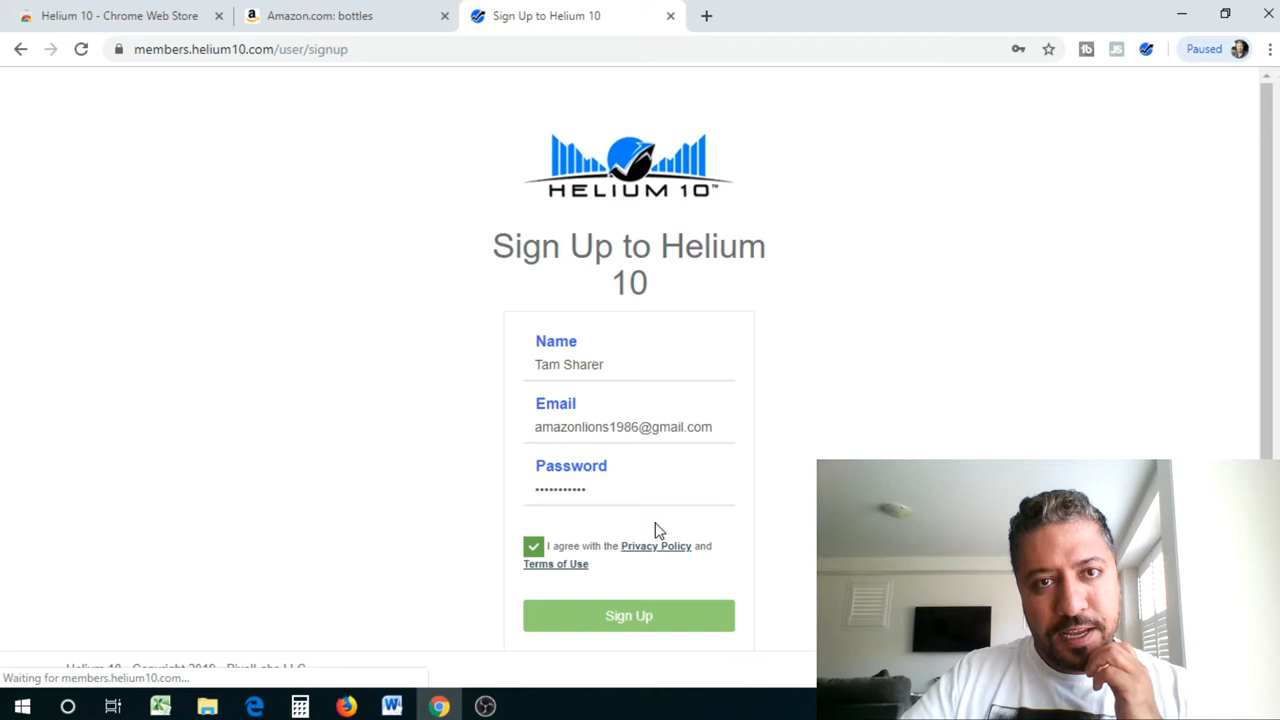 Helium 10 - Chrome Web Store
Amazon.com: bottles
Sign Up to Helium 10
members.helium10.com/user/signup
Paused
HELIUM 10™
Sign Up to Helium
10
Name
Tam Sharer
Email
amazonlions1986@gmail.com
Password
•••••••••••
I agree with the Privacy Policy and
Terms of Use
Sign Up
Waiting for members.helium10.com...